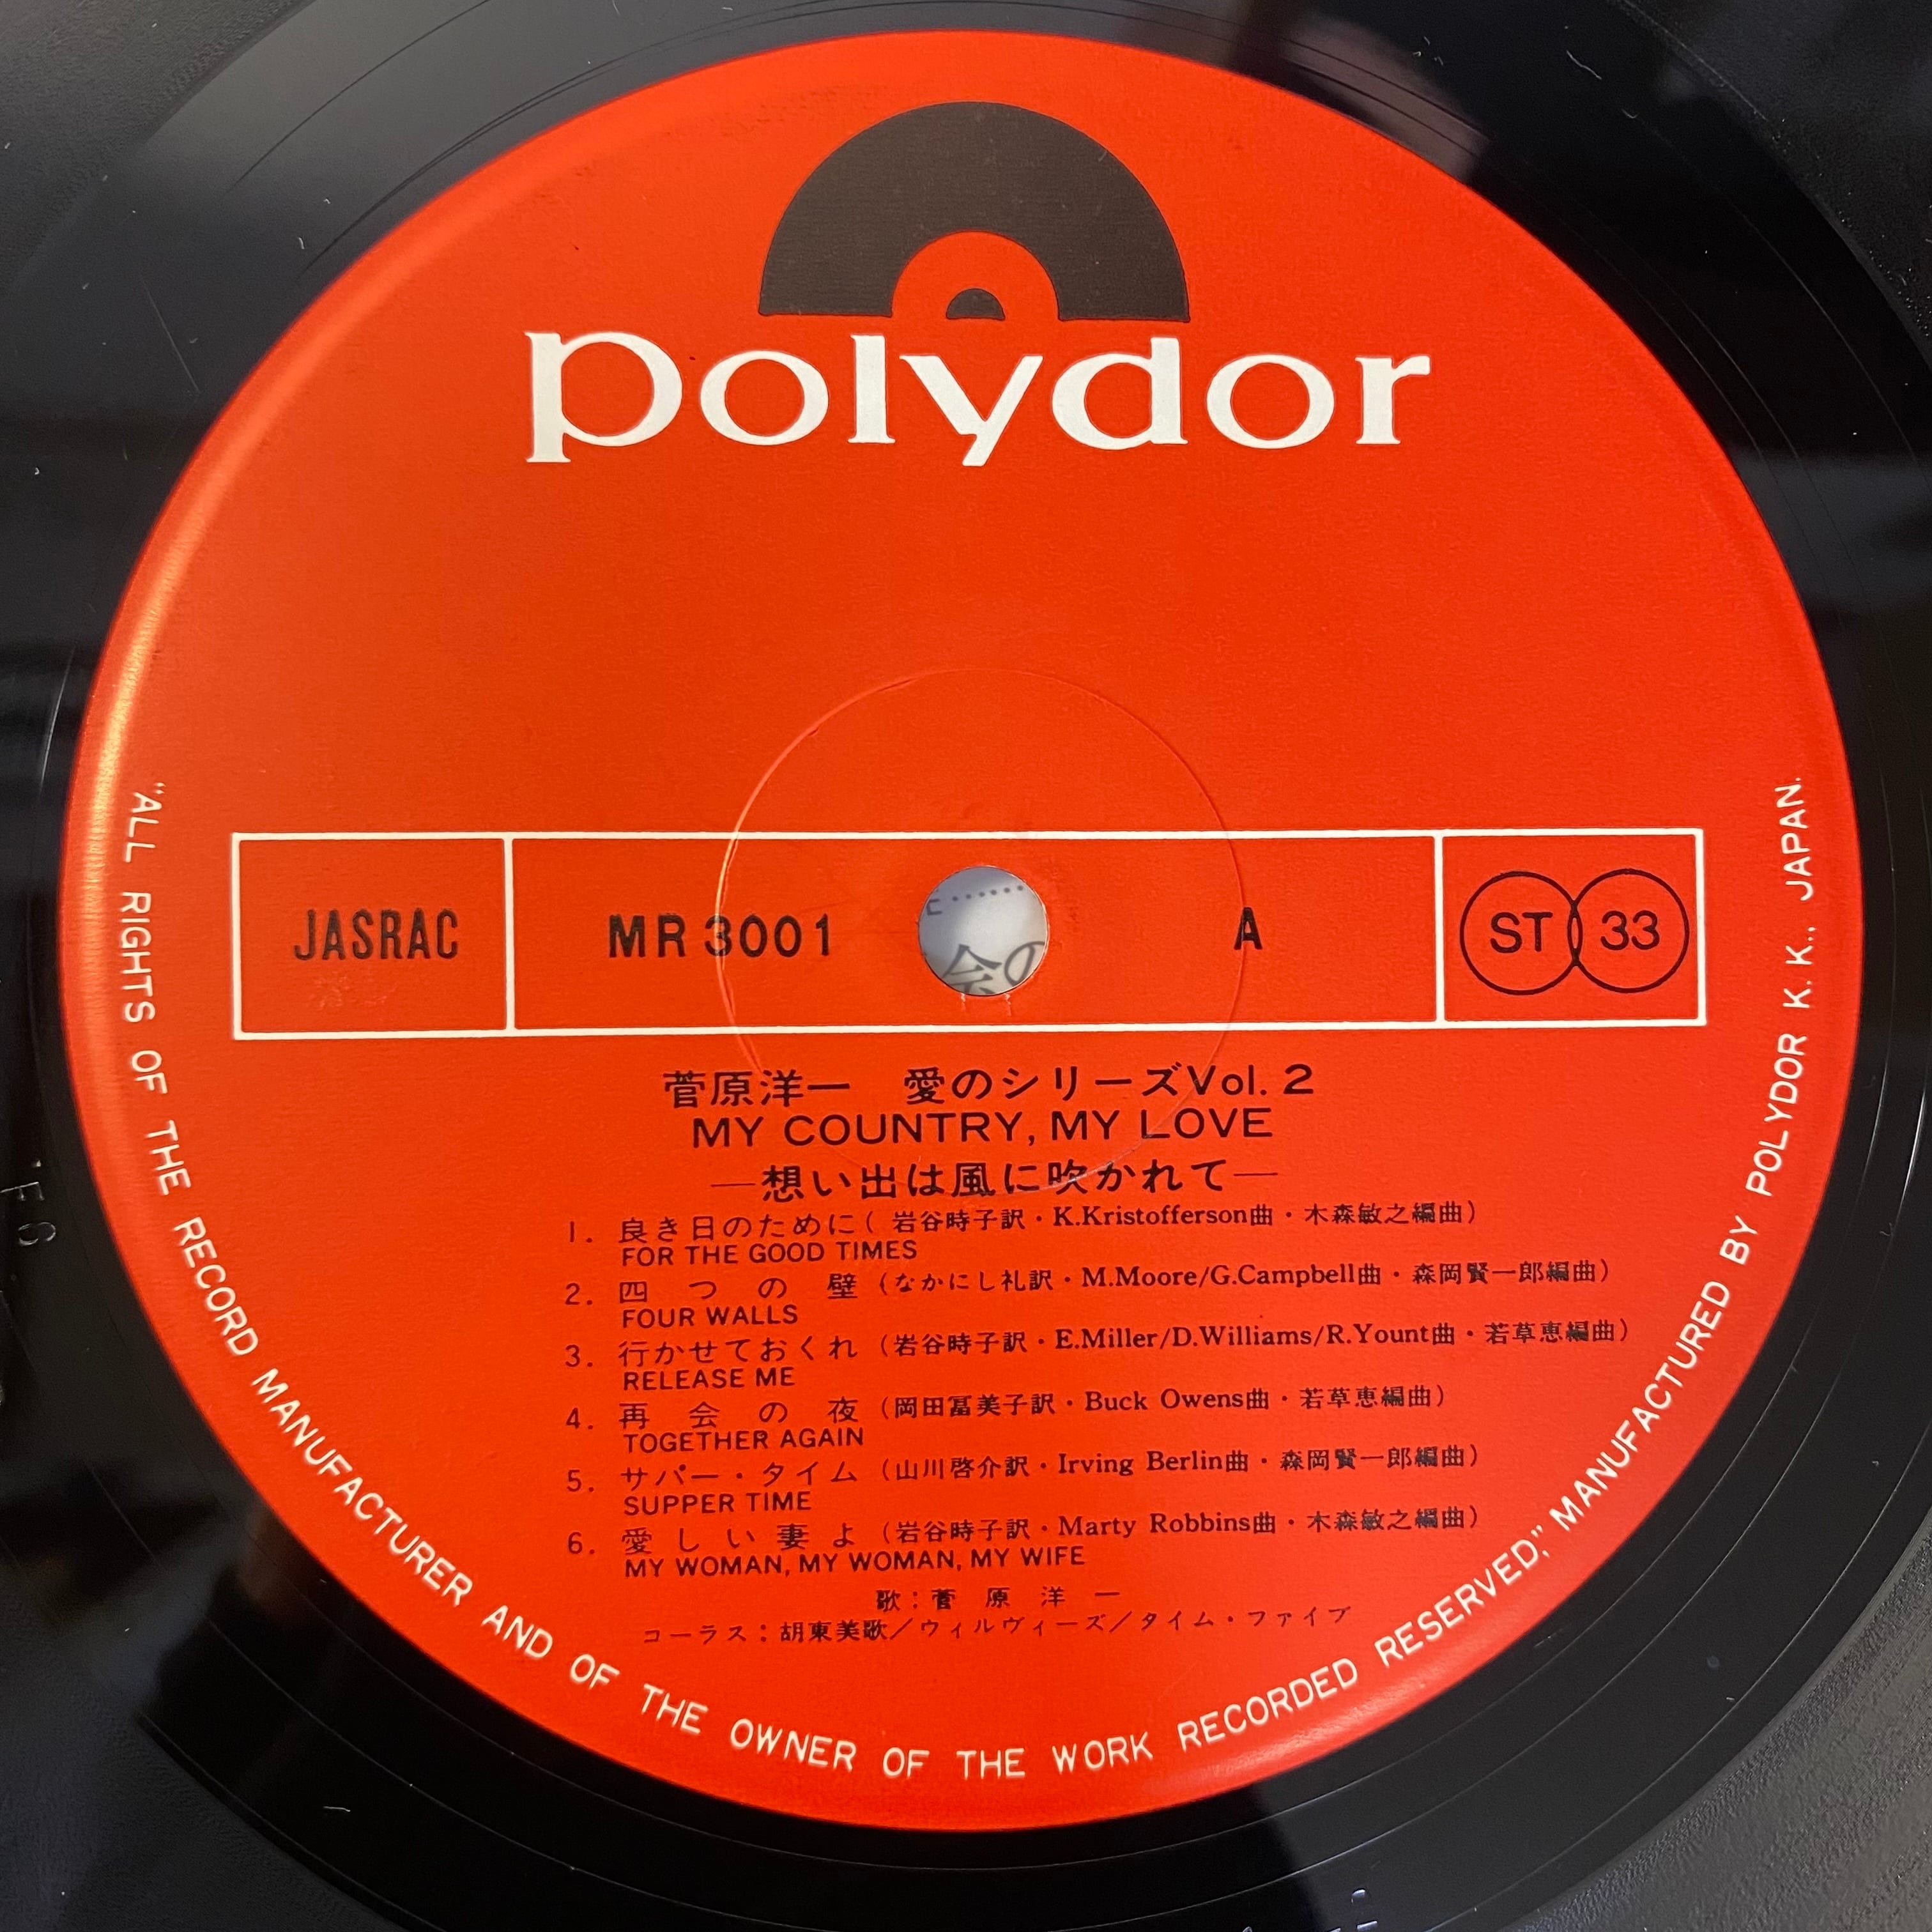 polydor
JASRAC MR 3001 A ST 33
会の
菅原洋一 愛のシリーズVol. 2
MY COUNTRY, MY LOVE
—想い出は風に吹かれて—
1. 良き日のために(岩谷時子訳・K.Kristofferson曲・木森敏之編曲)
FOR THE GOOD TIMES
2. 四つの壁(なかにし礼訳・M.Moore/G.Campbell曲・森岡賢一郎編曲)
FOUR WALLS
3. 行かせておくれ(岩谷時子訳・E.Miller/D.Williams/R.Yount曲・若草恵編曲)
RELEASE ME
4. 再会の夜(岡田冨美子訳・Buck Owens曲・若草恵編曲)
TOGETHER AGAIN
5. サパー・タイム(山川啓介訳・Irving Berlin曲・森岡賢一郎編曲)
SUPPER TIME
6. 愛しい妻よ(岩谷時子訳・Marty Robbins曲・木森敏之編曲)
MY WOMAN, MY WOMAN, MY WIFE
歌:菅原洋一
コーラス:胡東美歌/ウィルヴィーズ/タイム・ファイブ
"ALL RIGHTS OF THE RECORD MANUFACTURER AND OF THE OWNER OF THE WORK RECORDED RESERVED," MANUFACTURED BY POLYDOR K.K., JAPAN.